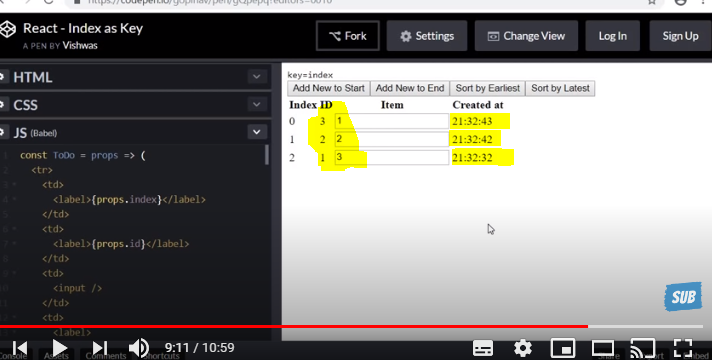 https://codepen.io/gopinav/pen/gQpepq?editors=0010
React - Index as Key
A PEN BY Vishwas
Fork
Settings
Change View
Log In
Sign Up
HTML
CSS
JS (Babel)
const ToDo = props => (
<tr>
<td>
<label>{props.index}</label>
</td>
<td>
<label>{props.id}</label>
</td>
<td>
<input />
</td>
<td>
<label>
key=index
Add New to Start Add New to End Sort by Earliest Sort by Latest
Index ID Item Created at
0 3 1 21:32:43
1 2 2 21:32:42
2 1 3 21:32:32
SUB
9:11 / 10:59
Console Assets Comments Shortcuts